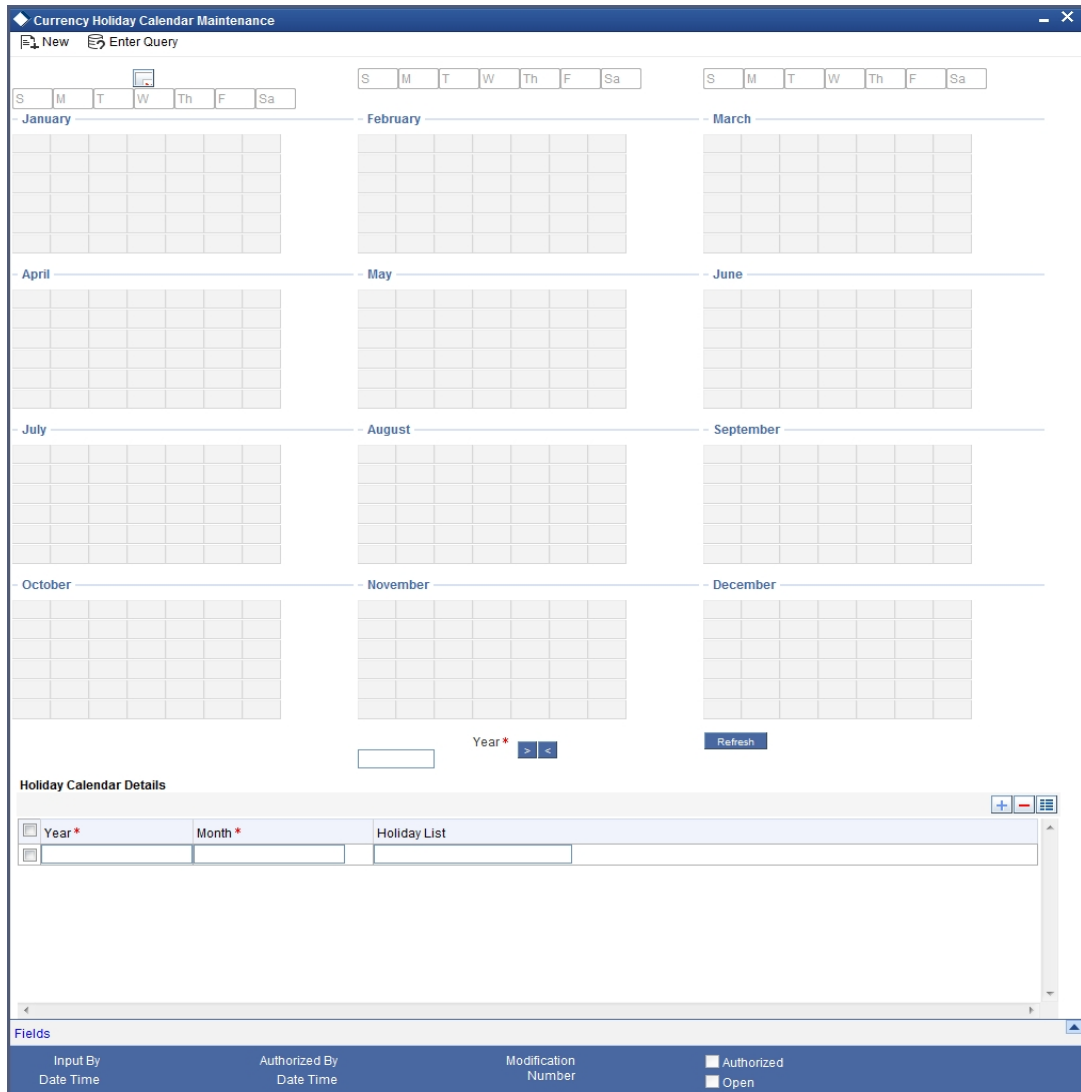 Currency Holiday Calendar Maintenance
New Enter Query
S M T W Th F Sa
S M T W Th F Sa
S M T W Th F Sa
January February March
April May June
July August September
October November December
Year * > < Refresh
Holiday Calendar Details
Year * Month * Holiday List
Fields
Input By Authorized By Modification Authorized
Date Time Date Time Number Open